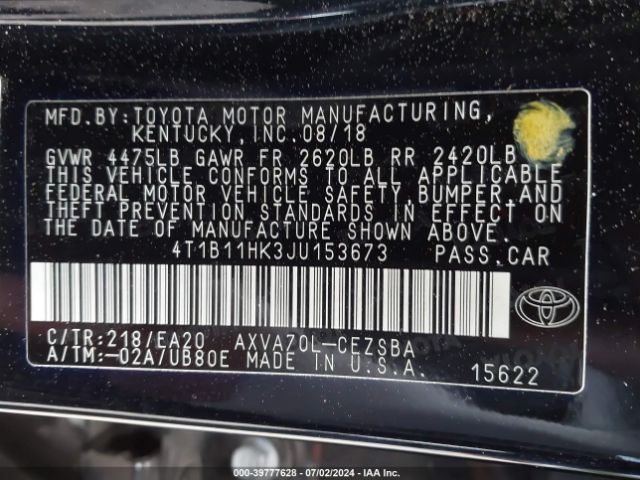 MFD.BY:TOYOTA MOTOR MANUFACTURING,
KENTUCKY,INC.08/18
GVWR 4475LB GAWR FR 2620LB RR 2420LB
THIS VEHICLE CONFORMS TO ALL APPLICABLE
FEDERAL MOTOR VEHICLE SAFETY,BUMPER,AND
THEFT PREVENTION STANDARDS IN EFFECT ON
THE DATE OF MANUFACTURE SHOWN ABOVE.
4T1B11HK3JU153673 PASS.CAR
C/TR:218/EA20 AXVA70L-CEZSBA
A/TM:-02A/UB80E MADE IN U.S.A. 15622
000-39777628 - 07/02/2024 - IAA Inc.